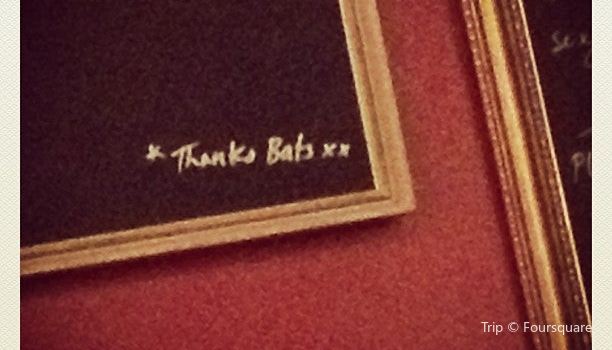 * Thanks Bats xx
Trip © Foursquare